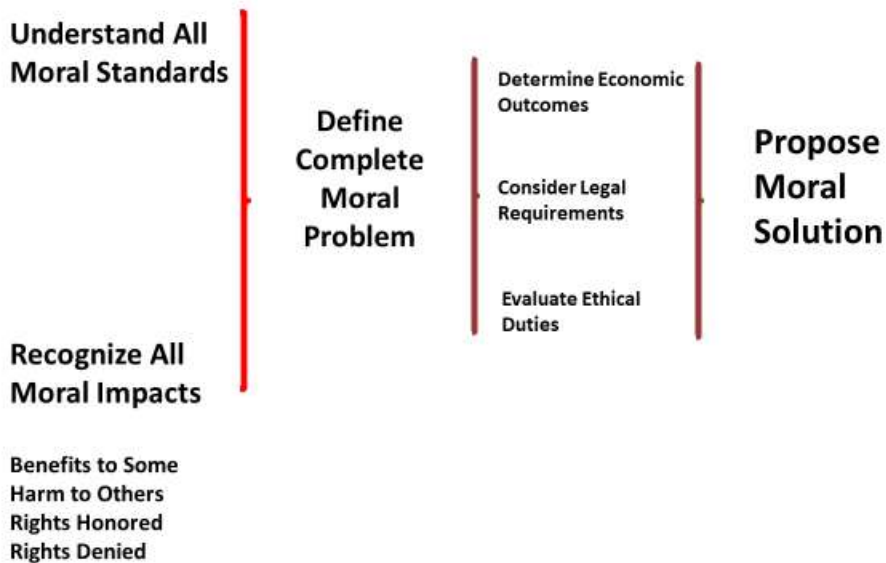 Understand All
Moral Standards
Recognize All
Moral Impacts
Benefits to Some
Harm to Others
Rights Honored
Rights Denied
Define
Complete
Moral
Problem
Determine Economic
Outcomes
Consider Legal
Requirements
Evaluate Ethical
Duties
Propose
Moral
Solution